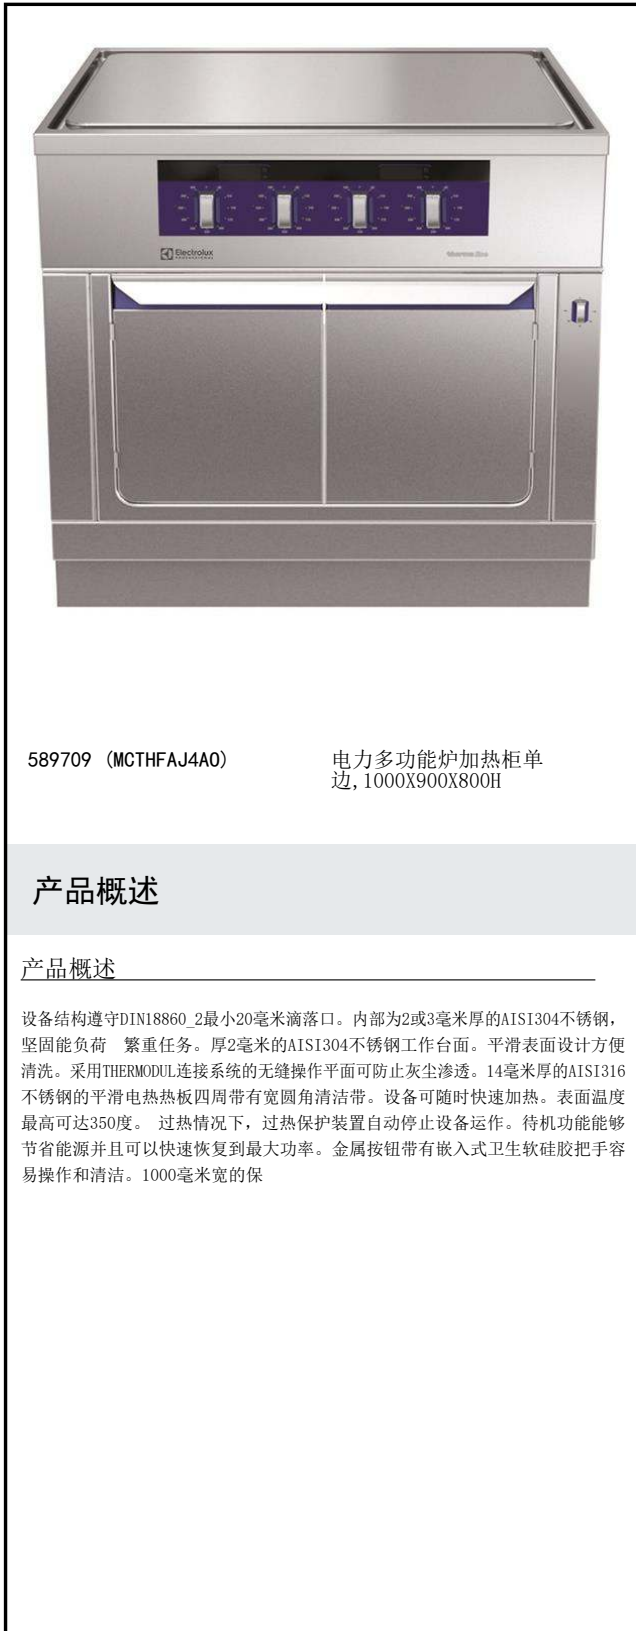 Electrolux
PROFESSIONAL
thermaline
589709 (MCTHFAJ4AO)
电力多功能炉加热柜单
边,1000X900X800H
产品概述
产品概述
设备结构遵守DIN18860_2最小20毫米滴落口。内部为2或3毫米厚的AISI304不锈钢,
坚固能负荷 繁重任务。厚2毫米的AISI304不锈钢工作台面。平滑表面设计方便
清洗。采用THERMODUL连接系统的无缝操作平面可防止灰尘渗透。14毫米厚的AISI316
不锈钢的平滑电热热板四周带有宽圆角清洁带。设备可随时快速加热。表面温度
最高可达350度。 过热情况下，过热保护装置自动停止设备运作。待机功能能够
节省能源并且可以快速恢复到最大功率。金属按钮带有嵌入式卫生软硅胶把手容
易操作和清洁。1000毫米宽的保